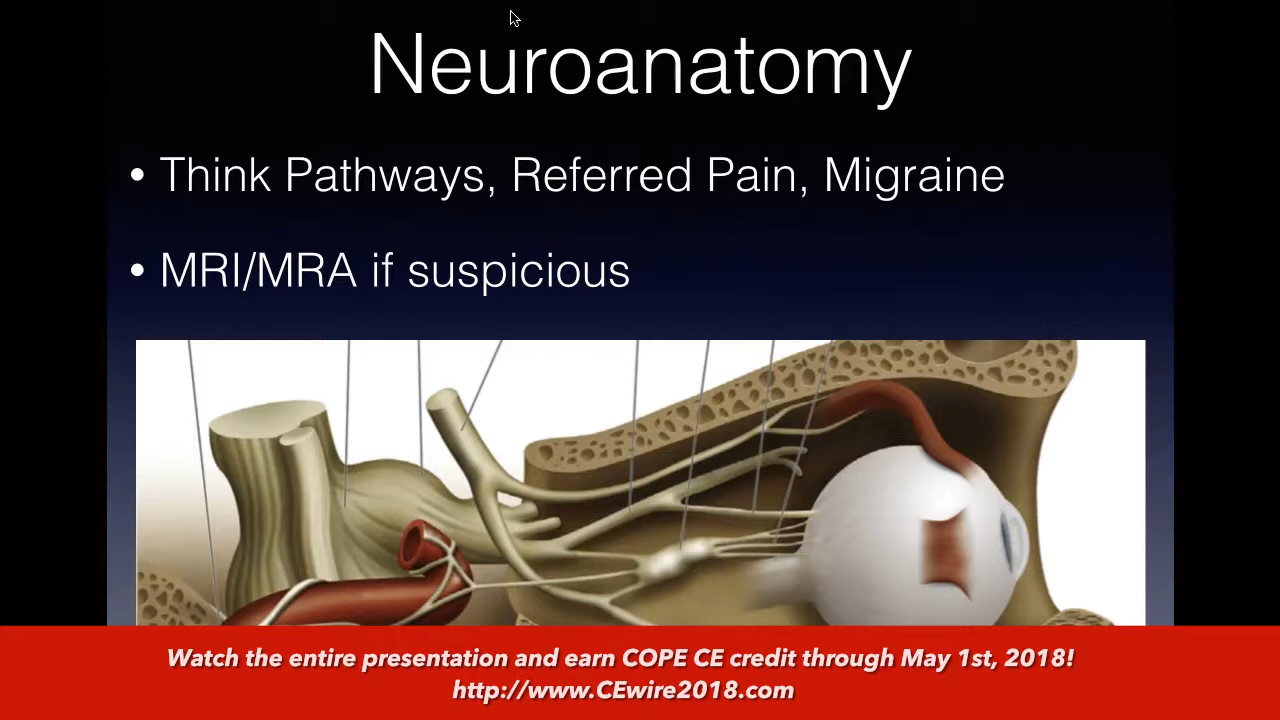 Neuroanatomy
• Think Pathways, Referred Pain, Migraine
• MRI/MRA if suspicious
Watch the entire presentation and earn COPE CE credit through May 1st, 2018!
http://www.CEwire2018.com